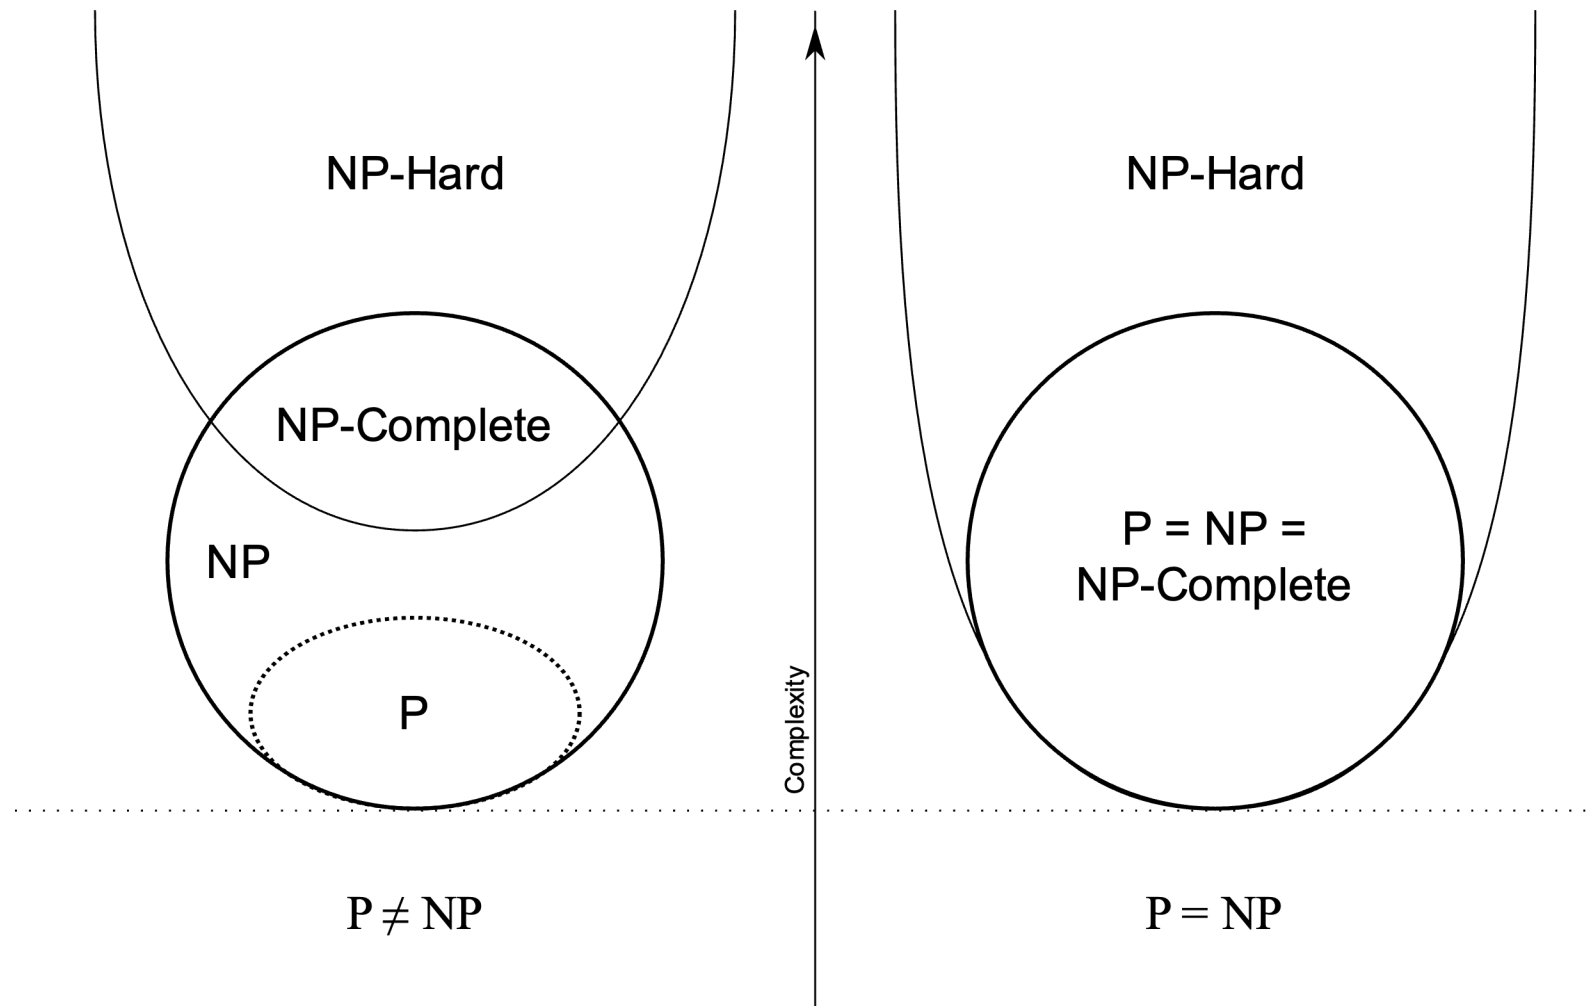 NP-Hard
NP-Complete
NP
P
P ≠ NP
Complexity
NP-Hard
P = NP =
NP-Complete
P = NP